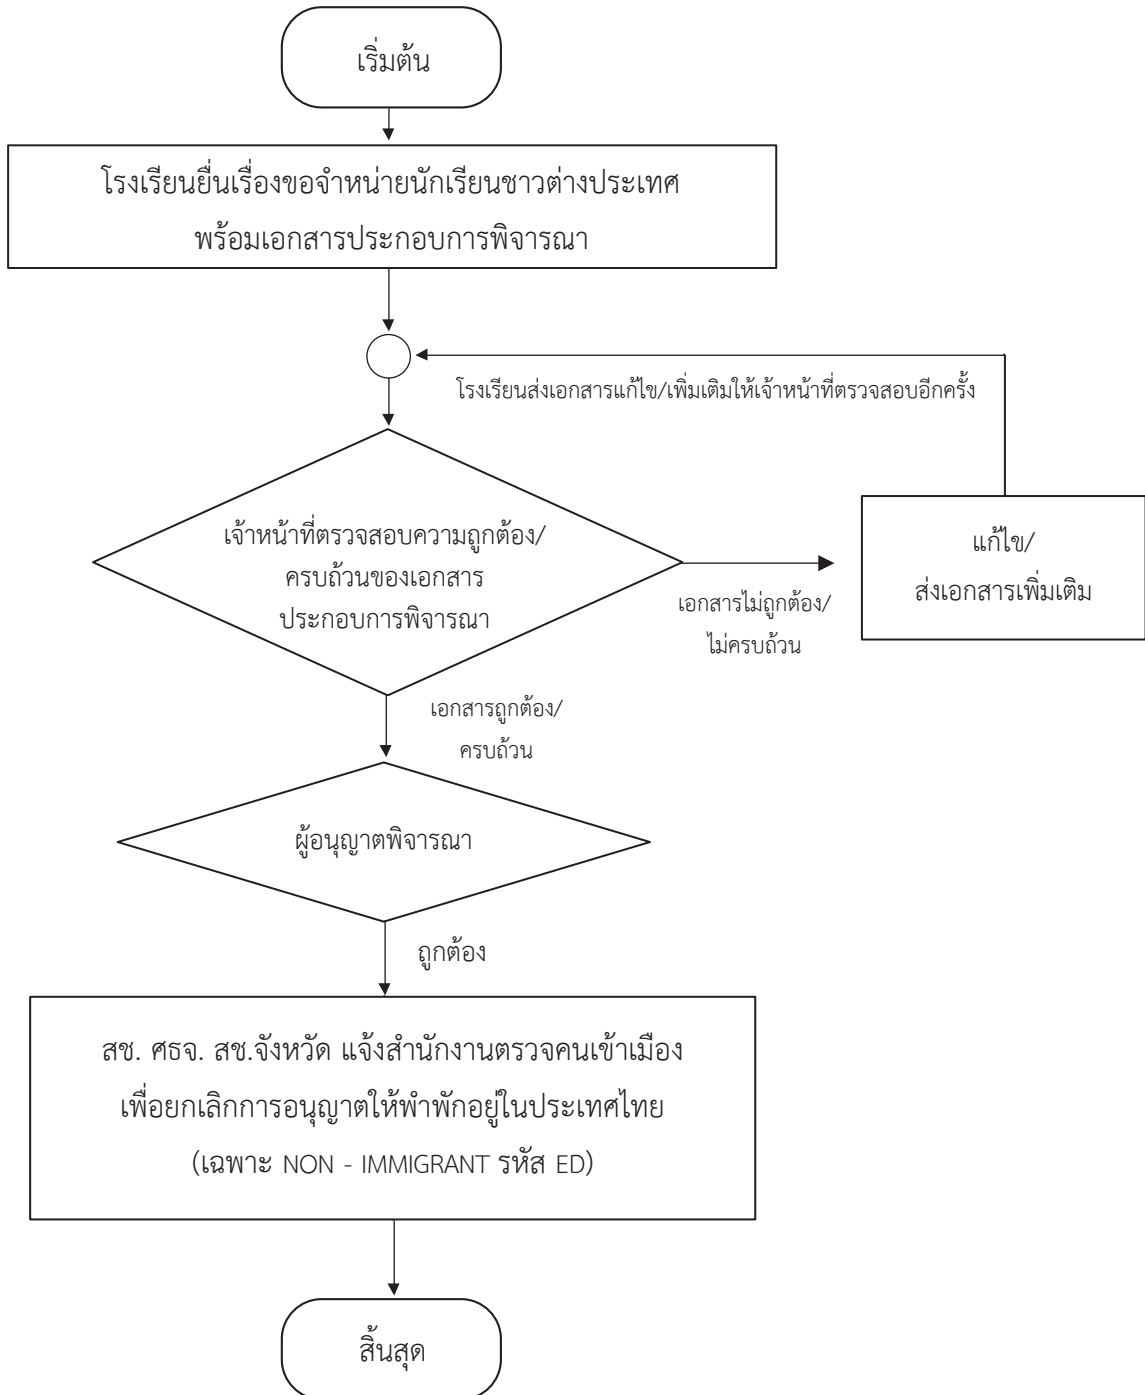 เริ่มต้น
โรงเรียนยื่นเรื่องขอจำหน่ายนักเรียนชาวต่างประเทศ
พร้อมเอกสารประกอบการพิจารณา
โรงเรียนส่งเอกสารแก้ไข/เพิ่มเติมให้เจ้าหน้าที่ตรวจสอบอีกครั้ง
เจ้าหน้าที่ตรวจสอบความถูกต้อง/
ครบถ้วนของเอกสาร
ประกอบการพิจารณา
แก้ไข/
ส่งเอกสารเพิ่มเติม
เอกสารไม่ถูกต้อง/
ไม่ครบถ้วน
เอกสารถูกต้อง/
ครบถ้วน
ผู้อนุญาตพิจารณา
ถูกต้อง
สช. ศธจ. สช.จังหวัด แจ้งสำนักงานตรวจคนเข้าเมือง
เพื่อยกเลิกการอนุญาตให้พำพักอยู่ในประเทศไทย
(เฉพาะ NON - IMMIGRANT รหัส ED)
สิ้นสุด